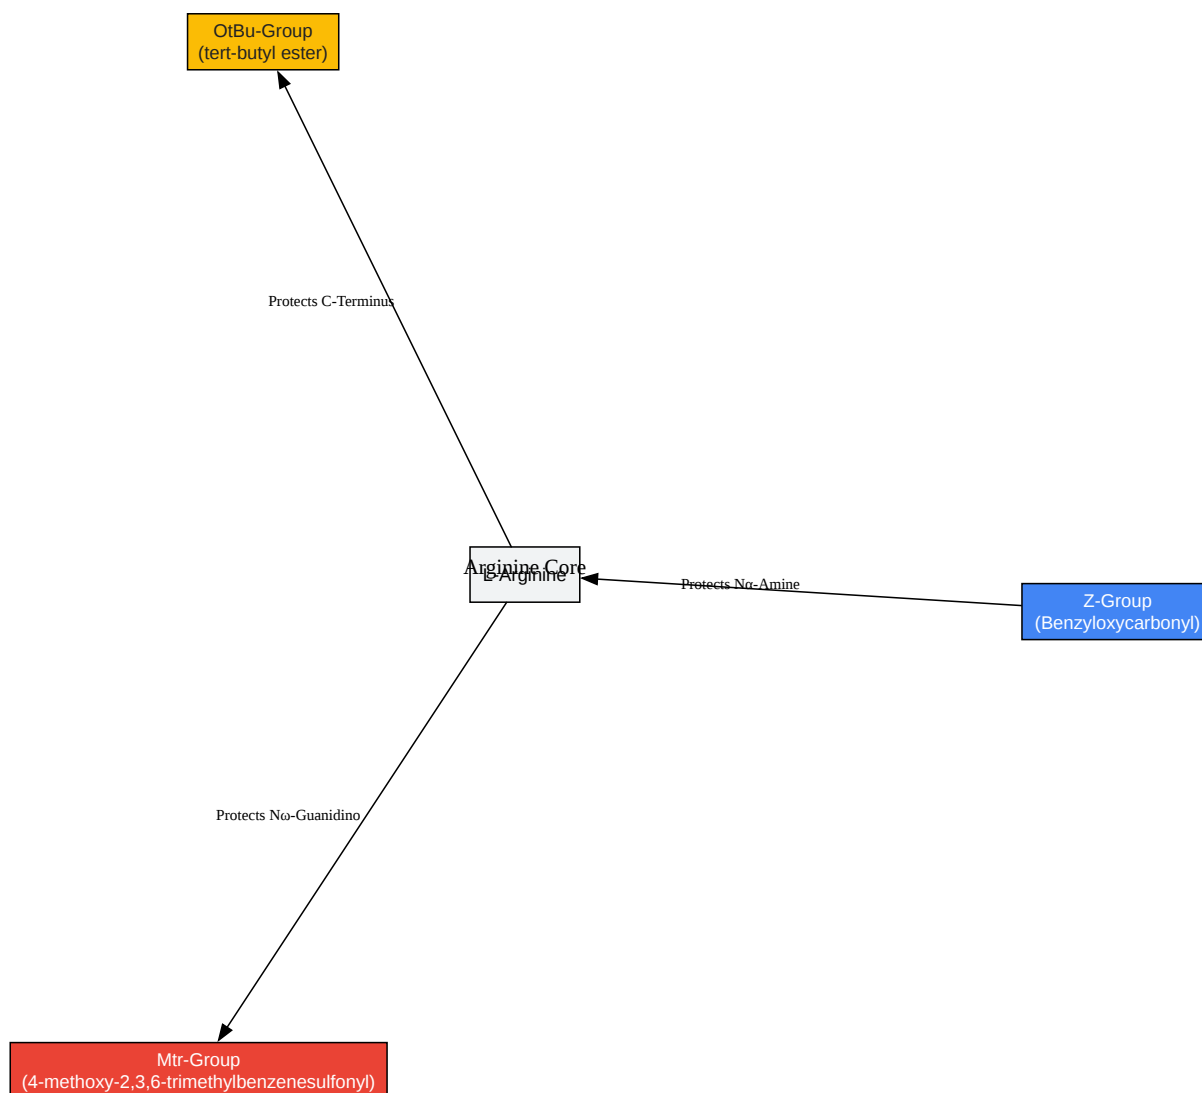 OtBu-Group
(tert-butyl ester)
Protects C-Terminus
Arginine Core
L-Arginine
Protects Nα-Amine
Z-Group
(Benzyloxycarbonyl)
Protects Nω-Guanidino
Mtr-Group
(4-methoxy-2,3,6-trimethylbenzenesulfonyl)